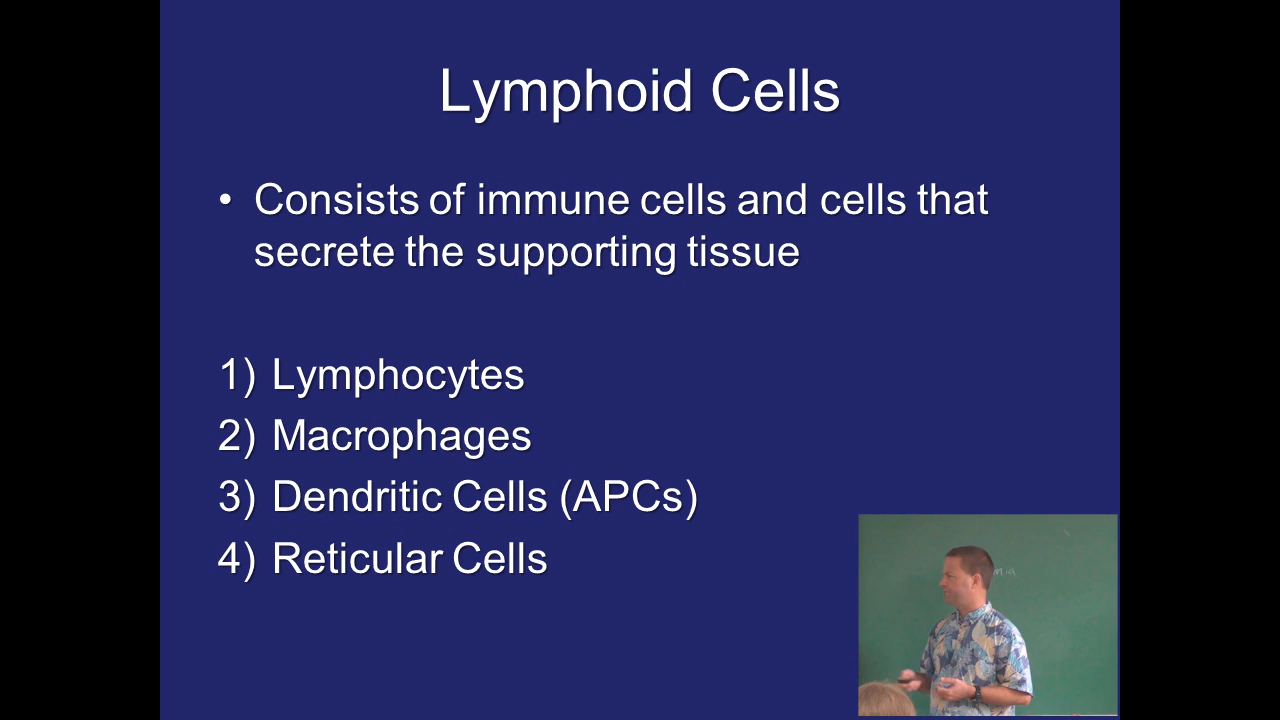 Lymphoid Cells
• Consists of immune cells and cells that
secrete the supporting tissue
1) Lymphocytes
2) Macrophages
3) Dendritic Cells (APCs)
4) Reticular Cells